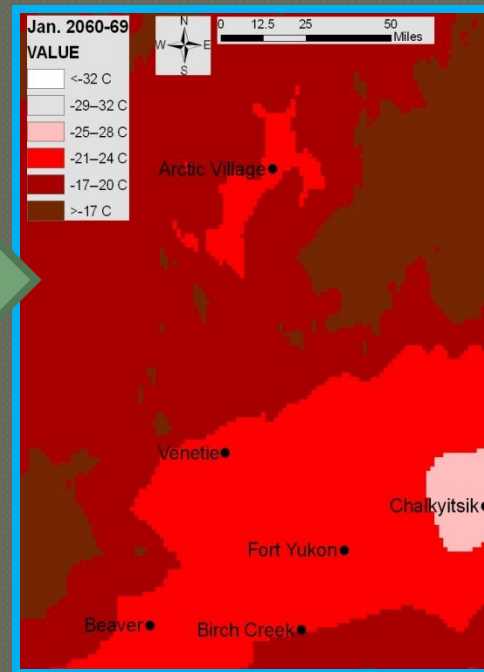 Jan. 2060-69
VALUE
<-32 C
-29–32 C
-25–28 C
-21–24 C
-17–20 C
>-17 C
N
W E
S
0 12.5 25 50
Miles
Arctic Village
Venetie
Chalkyitsik
Fort Yukon
Beaver
Birch Creek